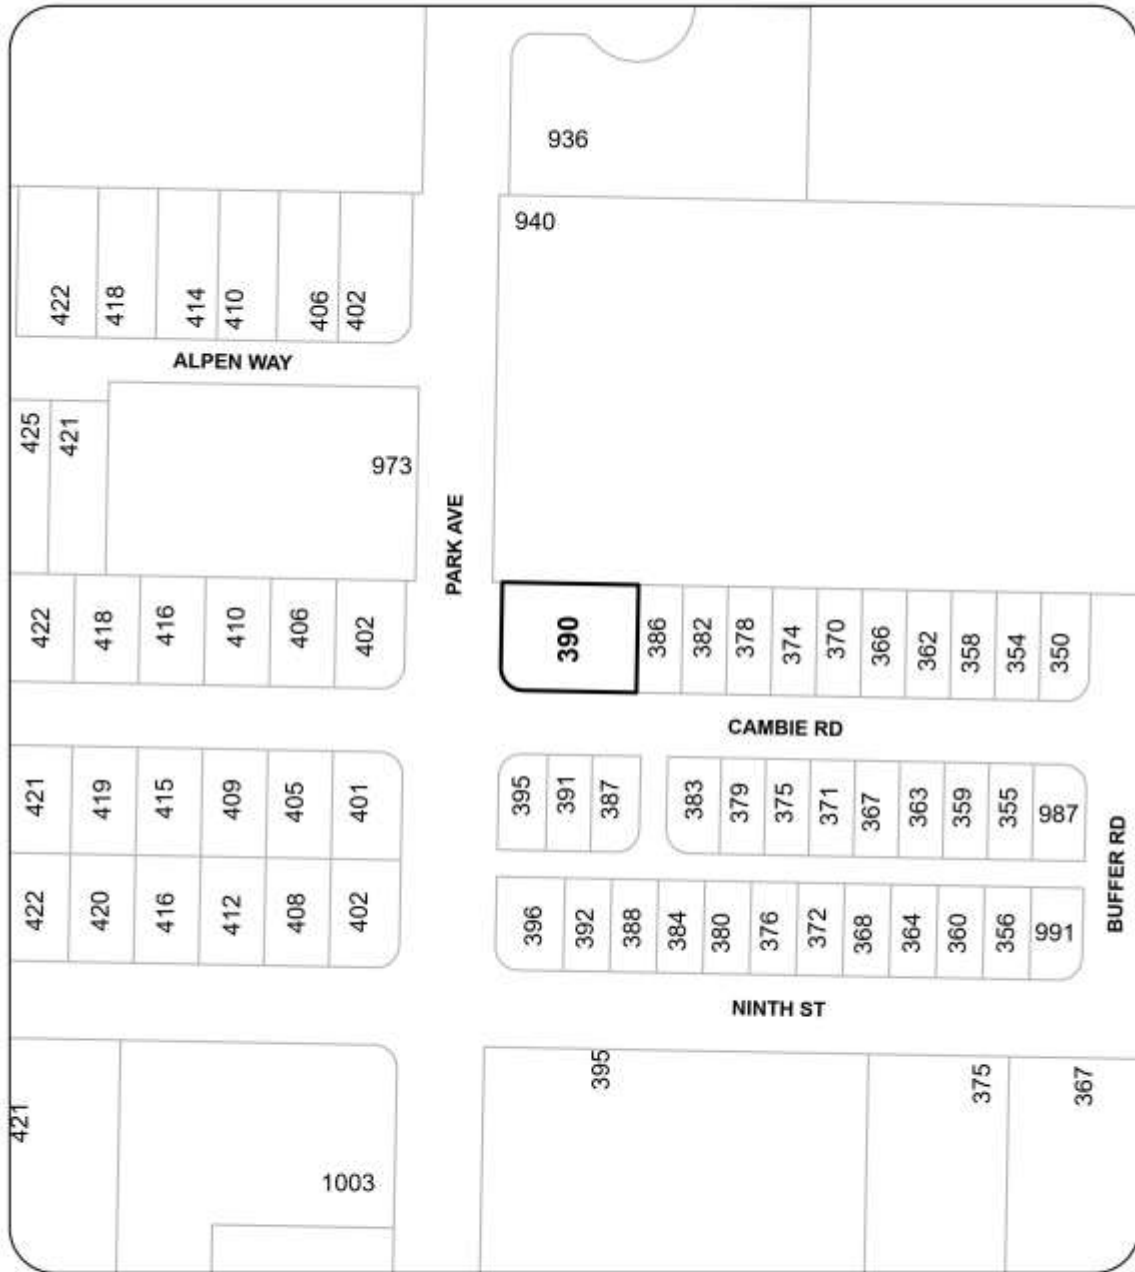 936
940
422 418 414 410 406 402
ALPEN WAY
425 421
973
PARK AVE
422 418 416 410 406 402
390 386 382 378 374 370 366 362 358 354 350
CAMBIE RD
421 419 415 409 405 401
395 391 387 383 379 375 371 367 363 359 355 987
BUFFER RD
422 420 416 412 408 402
396 392 388 384 380 376 372 368 364 360 356 991
NINTH ST
395 375 367
421
1003